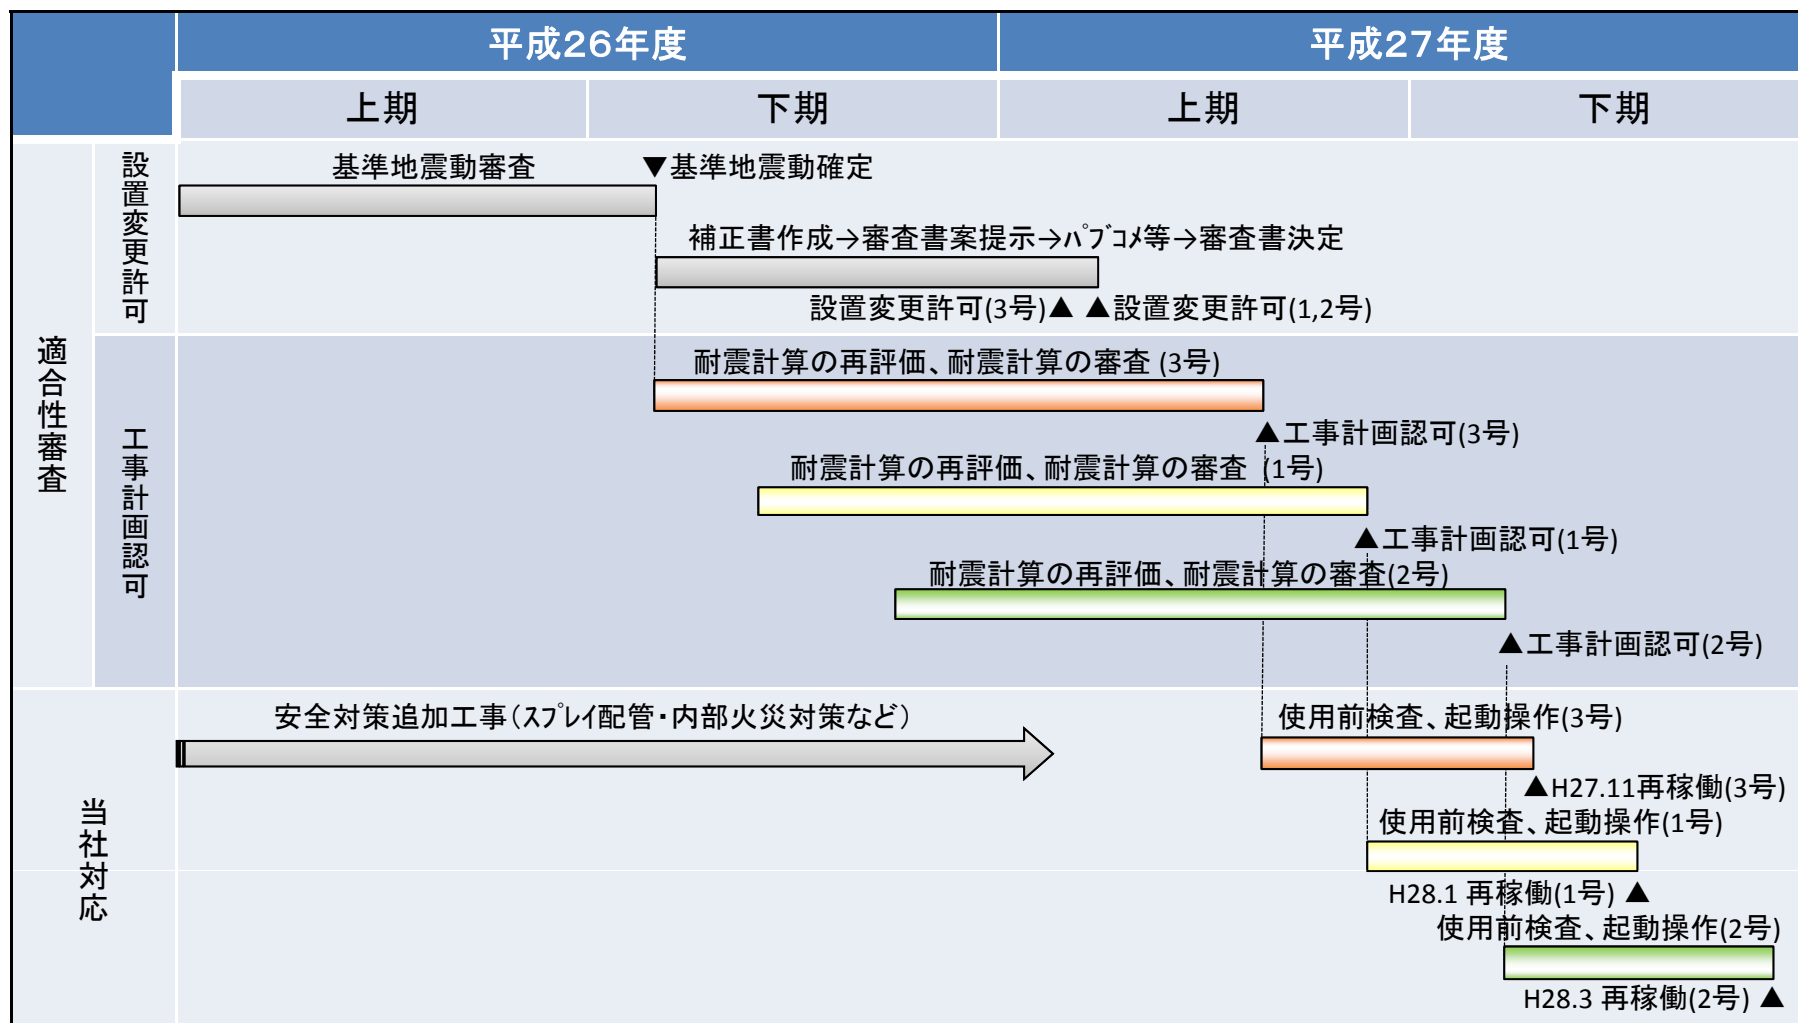 平成26年度
平成27年度
上期
下期
上期
下期
適合性審査
設置変更許可
基準地震動審査
▼基準地震動確定
補正書作成→審査書案提示→ﾊﾟﾌﾞｺﾒ等→審査書決定
設置変更許可(3号)▲ ▲設置変更許可(1,2号)
工事計画認可
耐震計算の再評価、耐震計算の審査 (3号)
▲工事計画認可(3号)
耐震計算の再評価、耐震計算の審査 (1号)
▲工事計画認可(1号)
耐震計算の再評価、耐震計算の審査(2号)
▲工事計画認可(2号)
当社対応
安全対策追加工事（ｽﾌﾟﾚｲ配管・内部火災対策など）
使用前検査、起動操作(3号)
▲H27.11再稼働(3号)
使用前検査、起動操作(1号)
H28.1 再稼働(1号) ▲
使用前検査、起動操作(2号)
H28.3 再稼働(2号) ▲